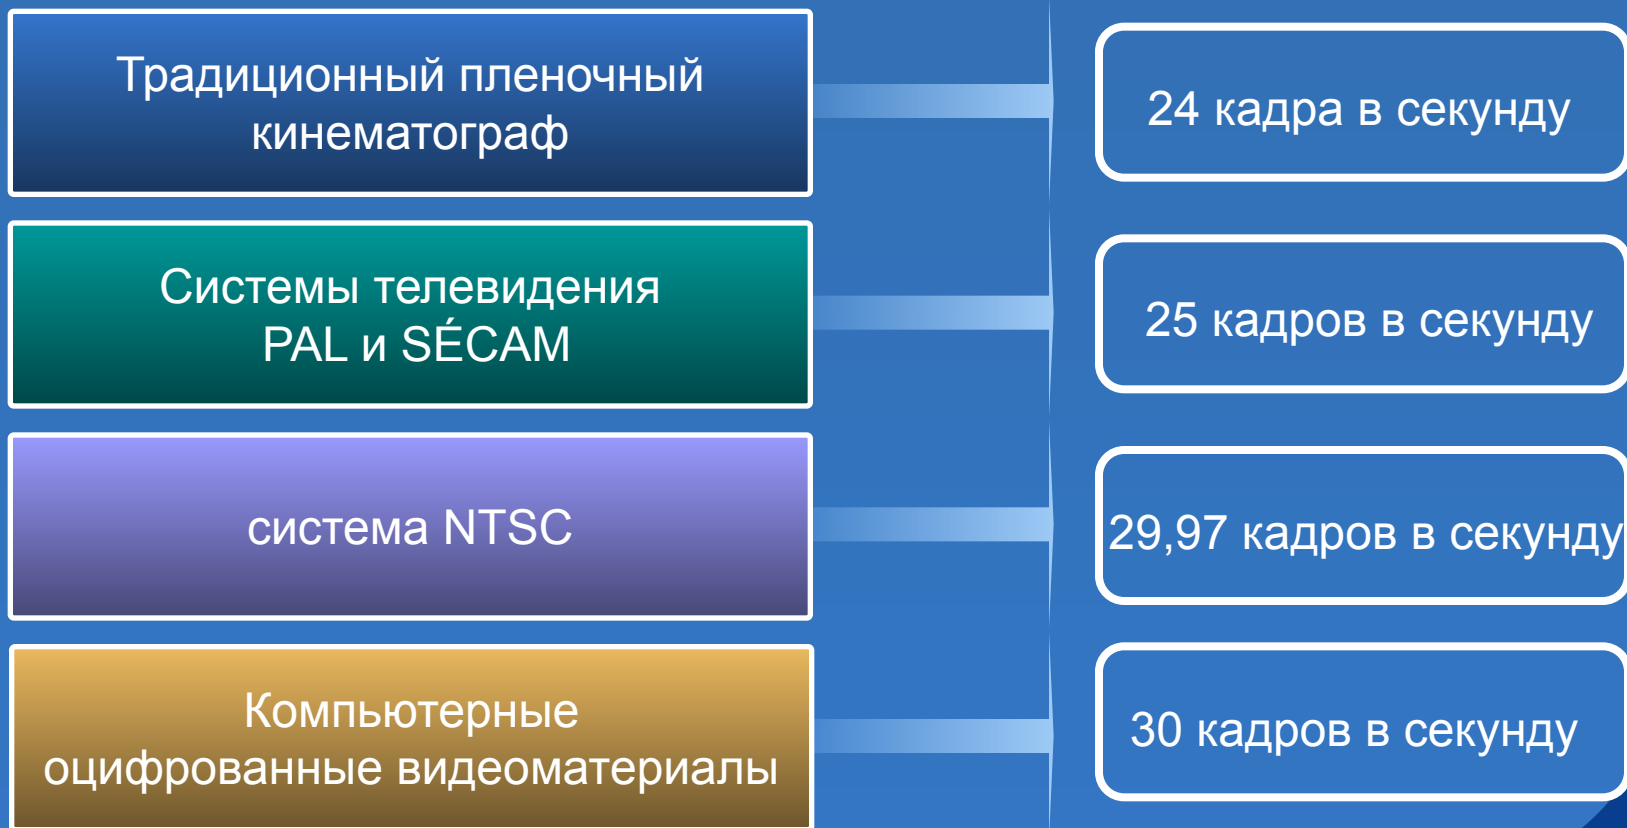 Традиционный пленочный
кинематограф
24 кадра в секунду
Системы телевидения
PAL и SÉCAM
25 кадров в секунду
система NTSC
29,97 кадров в секунду
Компьютерные
оцифрованные видеоматериалы
30 кадров в секунду